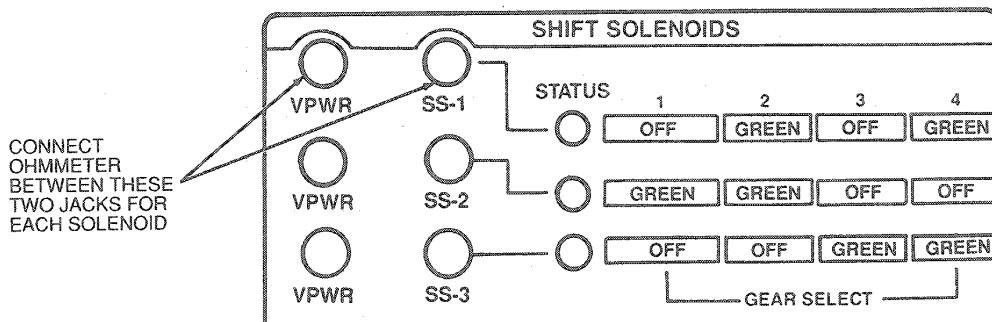 SHIFT SOLENOIDS
VPWR SS-1 STATUS 1 2 3 4
OFF GREEN OFF GREEN
CONNECT
OHMMETER
BETWEEN THESE
TWO JACKS FOR
EACH SOLENOID
VPWR SS-2 GREEN GREEN OFF OFF
VPWR SS-3 OFF OFF GREEN GREEN
GEAR SELECT